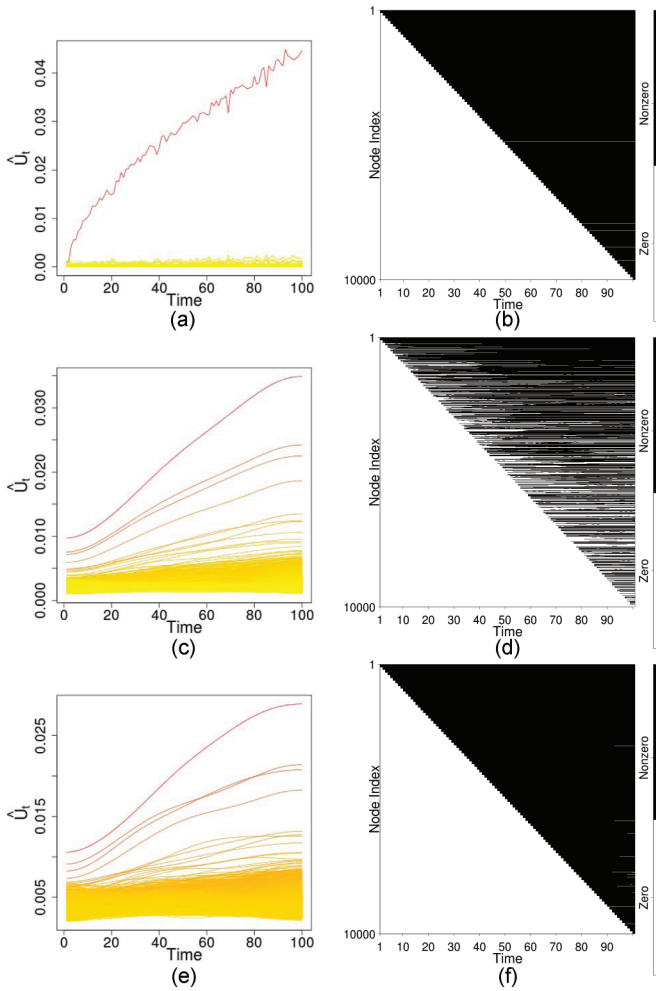 0.04
0.03
0.02
0.01
0.00
Û_t
0 20 40 60 80 100
Time
(a)
1
Node Index
10000
1 10 20 30 40 50 60 70 80 90
Time
(b)
Nonzero
Zero
0.030
0.020
0.010
0.000
Û_t
0 20 40 60 80 100
Time
(c)
1
Node Index
10000
1 10 20 30 40 50 60 70 80 90
Time
(d)
Nonzero
Zero
0.025
0.015
0.005
Û_t
0 20 40 60 80 100
Time
(e)
1
Node Index
10000
1 10 20 30 40 50 60 70 80 90
Time
(f)
Nonzero
Zero